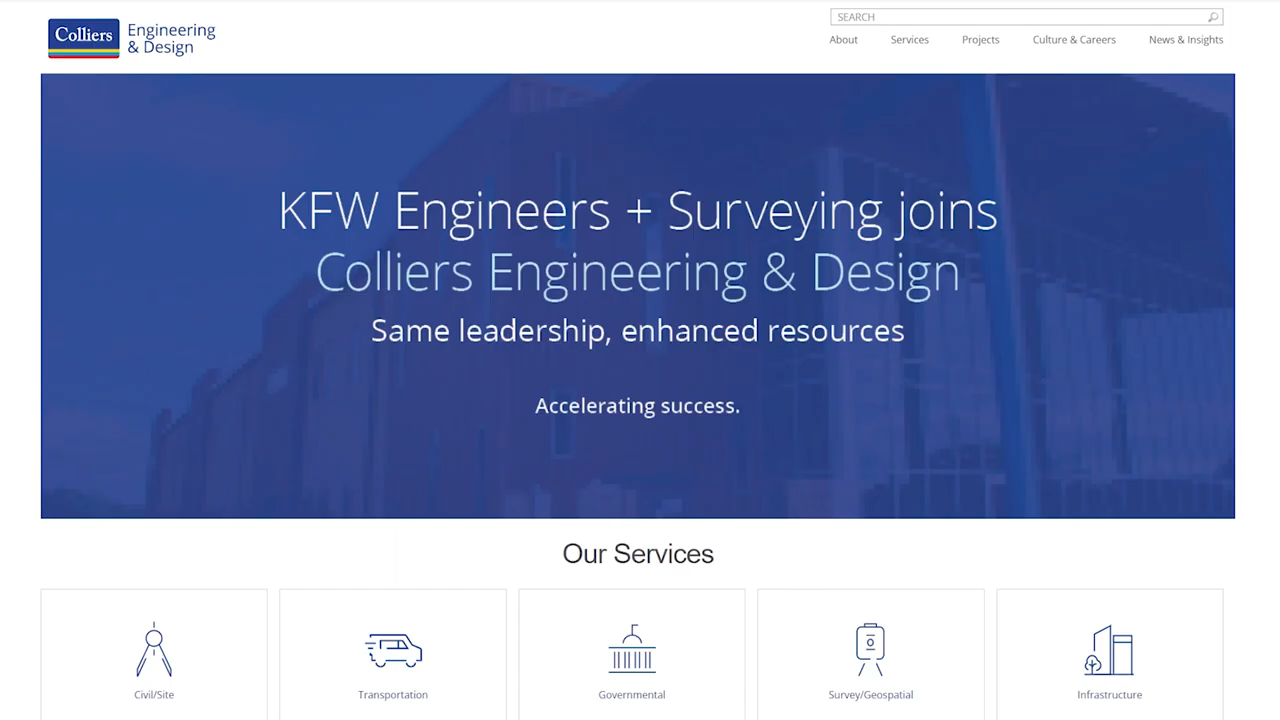 Colliers
Engineering
& Design
SEARCH
About Services Projects Culture & Careers News & Insights
KFW Engineers + Surveying joins
Colliers Engineering & Design
Same leadership, enhanced resources
Accelerating success.
Our Services
Civil/Site Transportation Governmental Survey/Geospatial Infrastructure